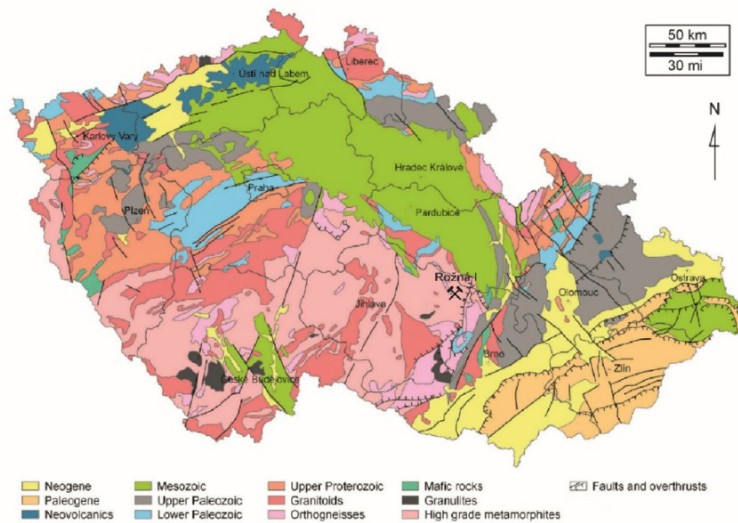 50 km
30 mi
N
Liberec
Ústí nad Labem
Karlovy Vary
Hradec Králové
Praha
Plzeň
Pardubice
Rožná I
Ostrava
Olomouc
Jihlava
Brno
Zlín
České Budějovice
Neogene
Paleogene
Neovolcanics
Mesozoic
Upper Paleozoic
Lower Paleozoic
Upper Proterozoic
Granitoids
Orthogneisses
Mafic rocks
Granulites
High grade metamorphites
Faults and overthrusts